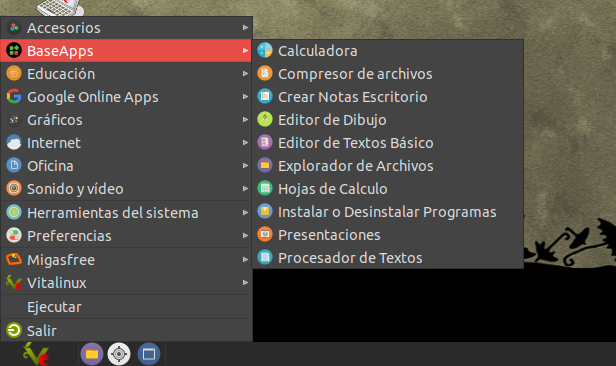 Accesorios
BaseApps
Educación
Google Online Apps
Gráficos
Internet
Oficina
Sonido y vídeo
Herramientas del sistema
Preferencias
Migasfree
Vitalinux
Ejecutar
Salir
Calculadora
Compresor de archivos
Crear Notas Escritorio
Editor de Dibujo
Editor de Textos Básico
Explorador de Archivos
Hojas de Calculo
Instalar o Desinstalar Programas
Presentaciones
Procesador de Textos